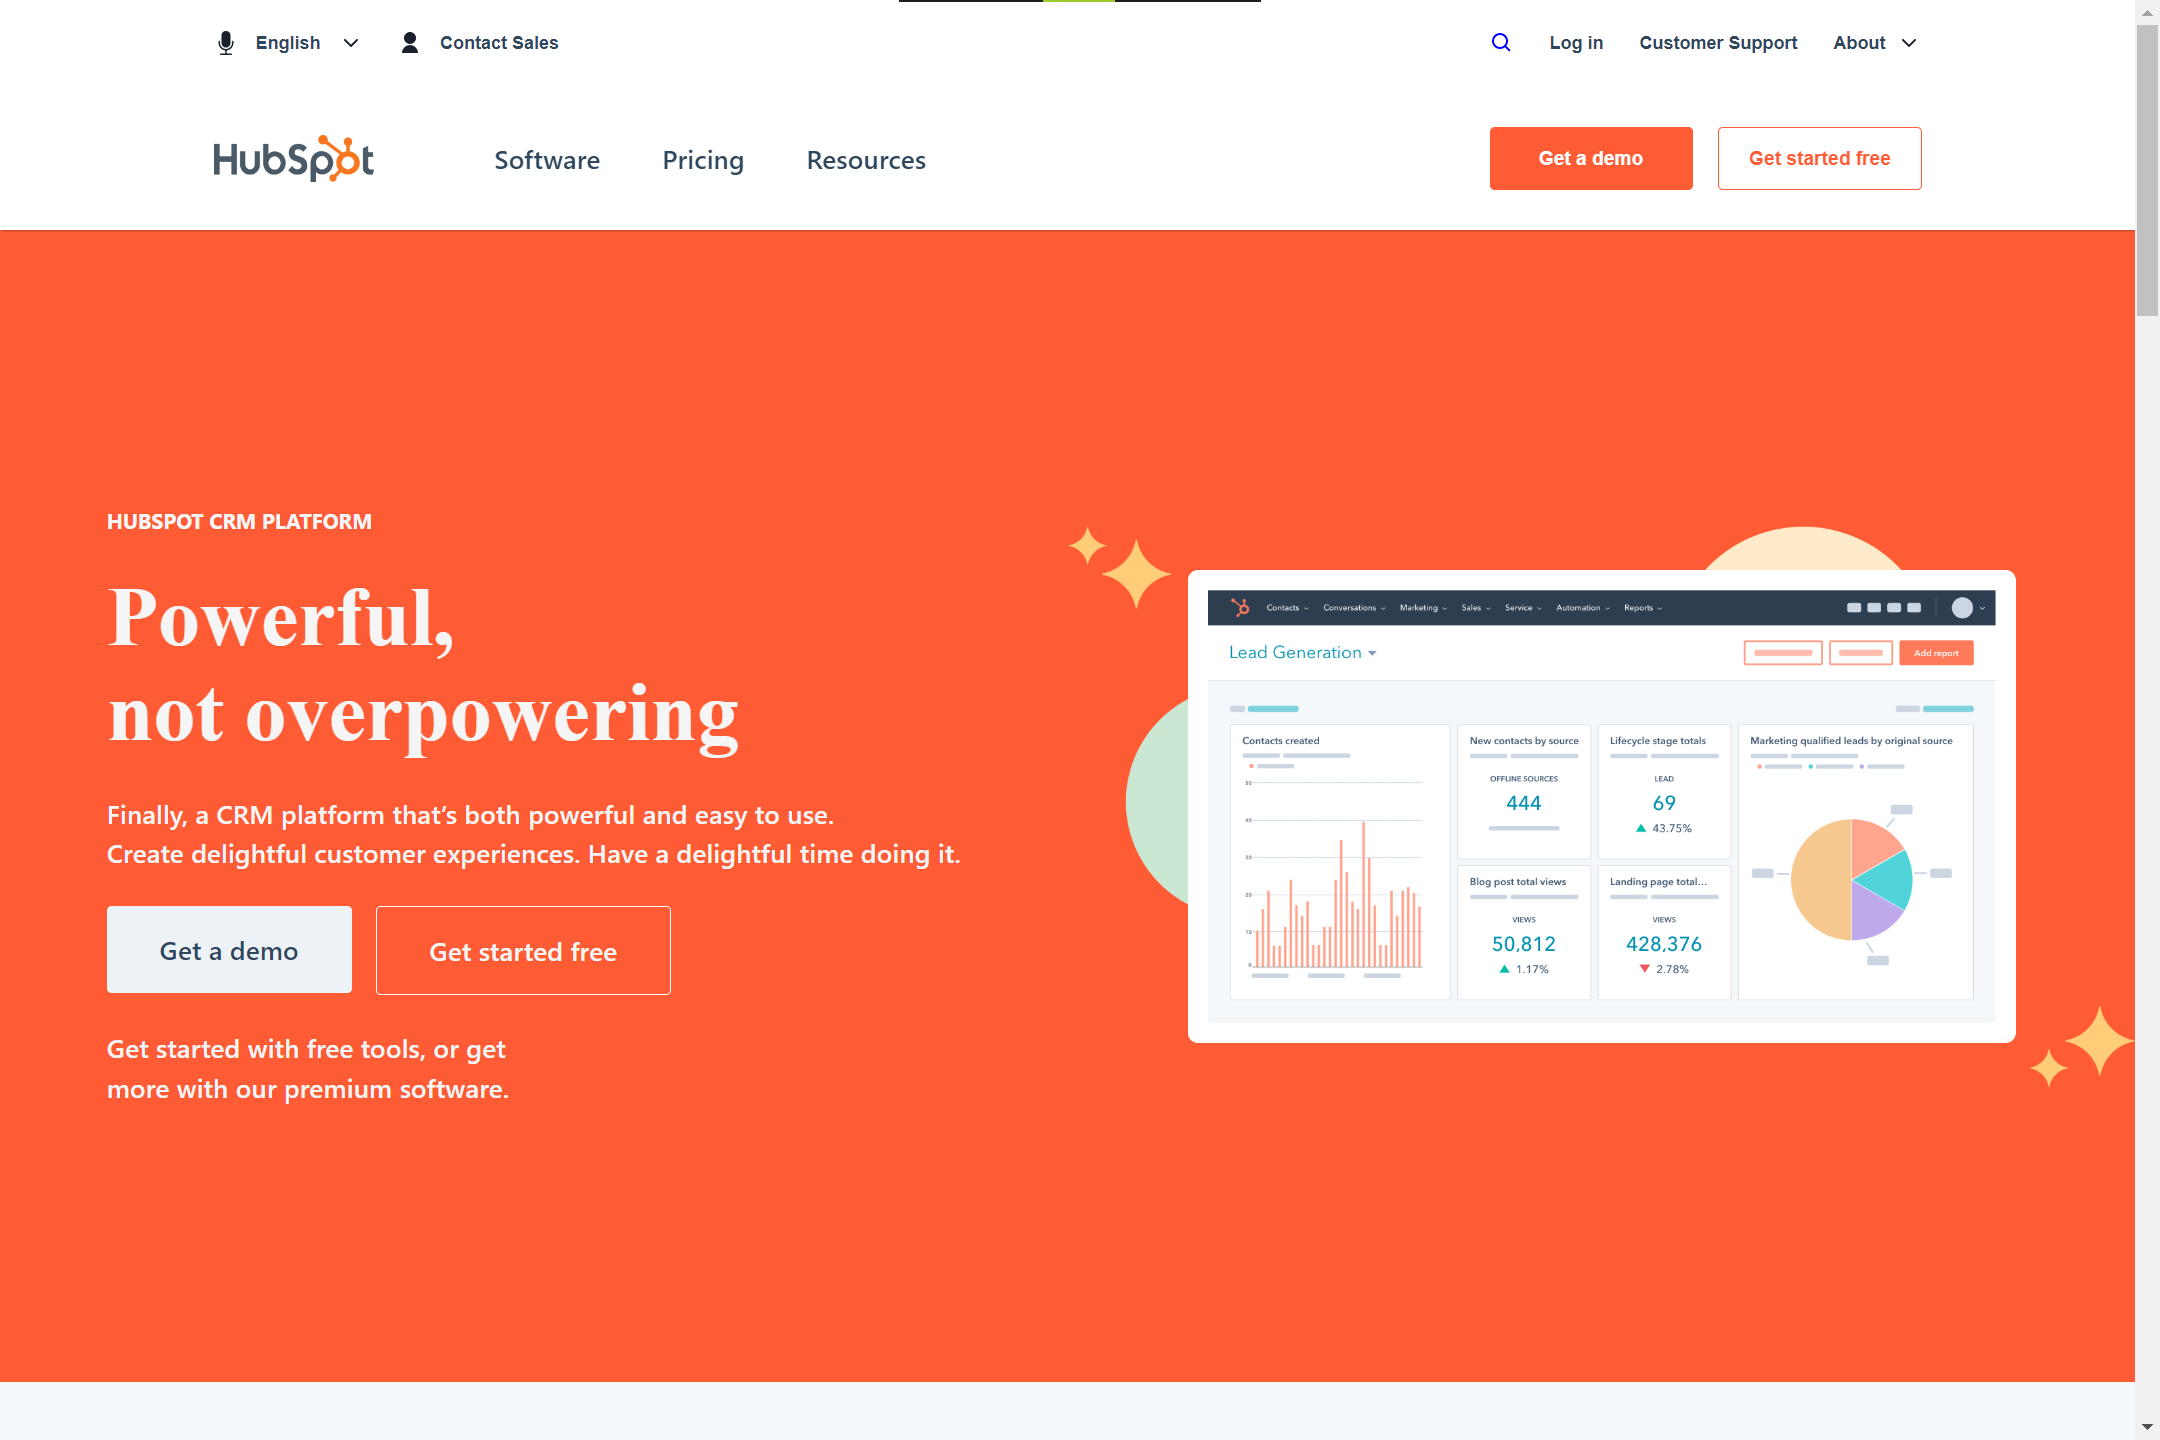 English
Contact Sales
Log in
Customer Support
About
HubSpot
Software
Pricing
Resources
Get a demo
Get started free
HUBSPOT CRM PLATFORM
Powerful,
not overpowering
Finally, a CRM platform that’s both powerful and easy to use.
Create delightful customer experiences. Have a delightful time doing it.
Get a demo
Get started free
Get started with free tools, or get
more with our premium software.
Contacts
Conversations
Marketing
Sales
Service
Automation
Reports
Lead Generation
Add report
Contacts created
50
40
30
20
10
0
New contacts by source
OFFLINE SOURCES
444
Lifecycle stage totals
LEAD
69
43.75%
Blog post total views
VIEWS
50,812
1.17%
Landing page total...
VIEWS
428,376
2.78%
Marketing qualified leads by original source